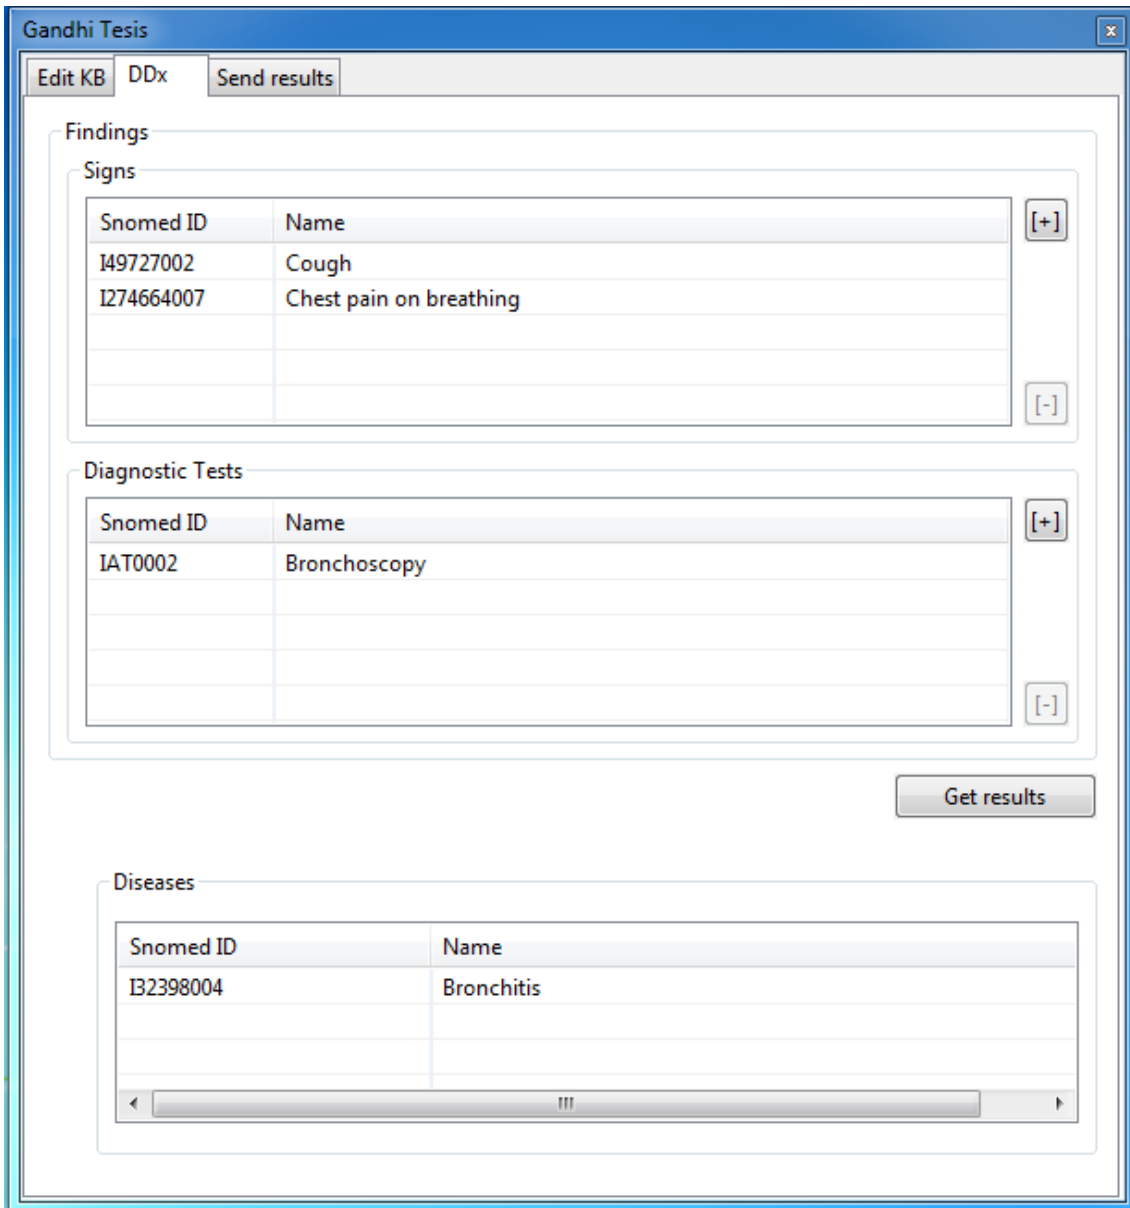 Gandhi Tesis
x
Edit KB DDx Send results
Findings
Signs
Snomed ID Name
[+]
I49727002 Cough
I274664007 Chest pain on breathing
[-]
Diagnostic Tests
Snomed ID Name
[+]
IAT0002 Bronchoscopy
[-]
Get results
Diseases
Snomed ID Name
I32398004 Bronchitis